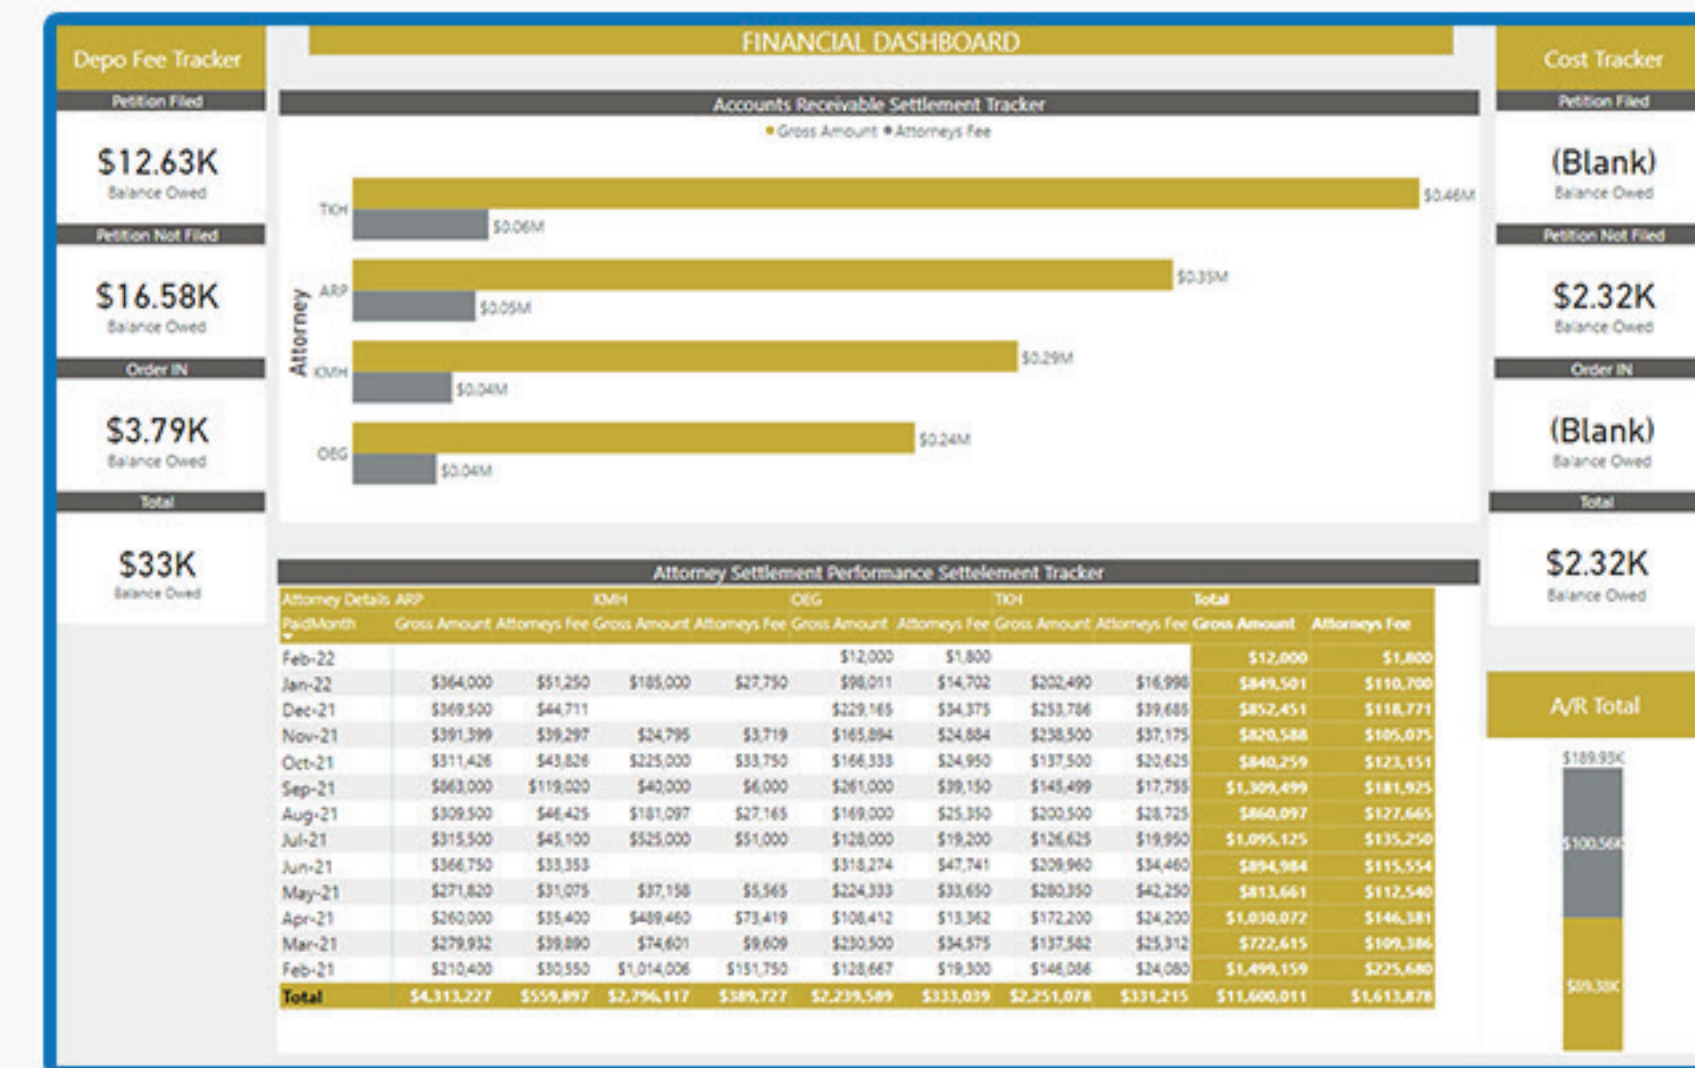 FINANCIAL DASHBOARD
Depo Fee Tracker
Petition Filed
$12.63K
Balance Owed
Petition Not Filed
$16.58K
Balance Owed
Order IN
$3.79K
Balance Owed
Total
$33K
Balance Owed
Accounts Receivable Settlement Tracker
Gross Amount Attorneys Fee
Attorney
TKH $0.46M
$0.06M
ARP $0.35M
$0.05M
KMH $0.29M
$0.04M
OEG $0.24M
$0.04M
Attorney Settlement Performance Settelement Tracker
Attorney Details ARP KMH OEG TKH Total
PaidMonth Gross Amount Attorneys Fee Gross Amount Attorneys Fee Gross Amount Attorneys Fee Gross Amount Attorneys Fee Gross Amount Attorneys Fee
Feb-22 $12,000 $1,800 $12,000 $1,800
Jan-22 $364,000 $51,250 $185,000 $27,750 $98,011 $14,702 $202,490 $16,998 $849,501 $110,700
Dec-21 $369,500 $44,711 $229,165 $34,375 $253,786 $39,685 $852,451 $118,771
Nov-21 $391,399 $39,297 $24,795 $3,719 $165,894 $24,884 $238,500 $37,175 $820,588 $105,075
Oct-21 $311,426 $43,826 $225,000 $33,750 $166,333 $24,950 $137,500 $20,625 $840,259 $123,151
Sep-21 $863,000 $119,020 $40,000 $6,000 $261,000 $39,150 $145,499 $17,755 $1,309,499 $181,925
Aug-21 $309,500 $46,425 $181,097 $27,165 $169,000 $25,350 $200,500 $28,725 $860,097 $127,665
Jul-21 $315,500 $45,100 $525,000 $51,000 $128,000 $19,200 $126,625 $19,950 $1,095,125 $135,250
Jun-21 $366,750 $33,353 $318,274 $47,741 $209,960 $34,460 $894,984 $115,554
May-21 $271,820 $31,075 $37,158 $5,565 $224,333 $33,650 $280,350 $42,250 $813,661 $112,540
Apr-21 $260,000 $35,400 $489,460 $73,419 $108,412 $13,362 $172,200 $24,200 $1,030,072 $146,381
Mar-21 $279,932 $39,890 $74,601 $9,609 $230,500 $34,575 $137,582 $25,312 $722,615 $109,386
Feb-21 $210,400 $30,550 $1,014,006 $151,750 $128,667 $19,300 $146,086 $24,080 $1,499,159 $225,680
Total $4,313,227 $559,897 $2,796,117 $389,727 $2,239,589 $333,039 $2,251,078 $331,215 $11,600,011 $1,613,878
Cost Tracker
Petition Filed
(Blank)
Balance Owed
Petition Not Filed
$2.32K
Balance Owed
Order IN
(Blank)
Balance Owed
Total
$2.32K
Balance Owed
A/R Total
$189.93K
$100.56K
$89.38K